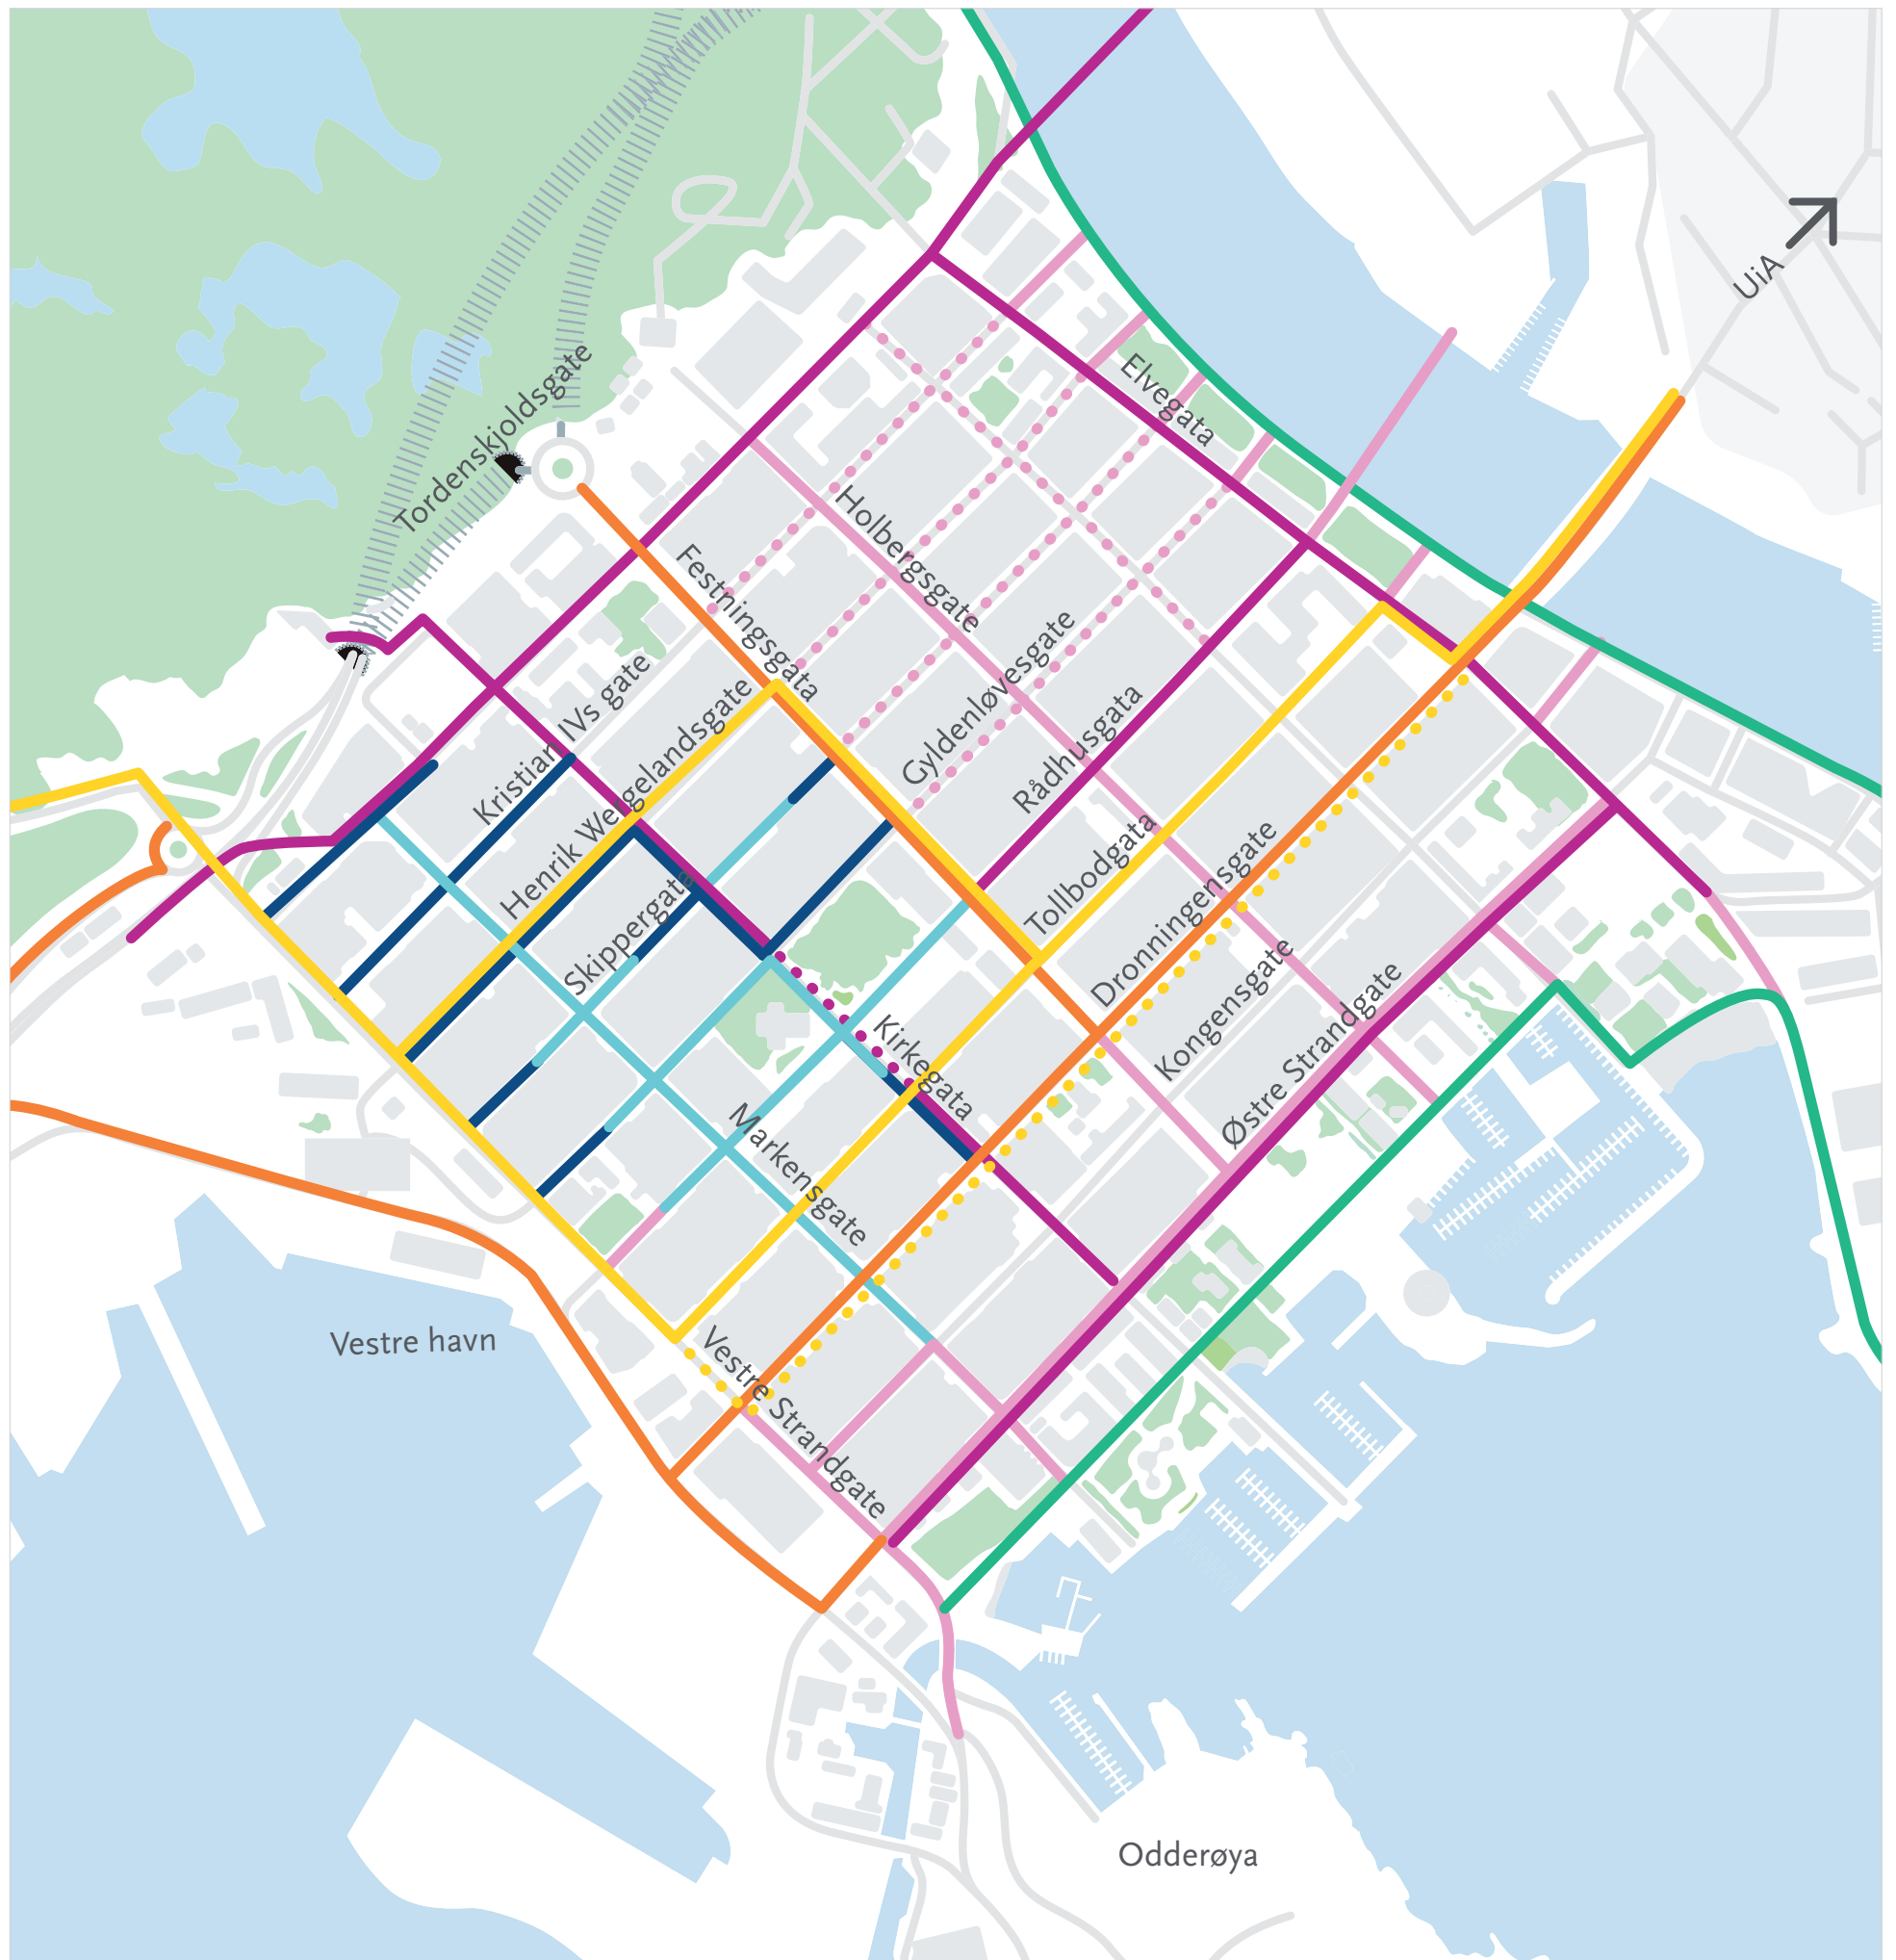 UiA
Elvegata
Tordenskjoldsgate
Holbergsgate
Festningsgata
Gyldenløvesgate
Kristian IVs gate
Rådhusgata
Henrik Wergelandsgate
Tollbodgata
Dronningensgate
Skippergata
Kongensgate
Østre Strandgate
Kirkegata
Markensgate
Vestre Strandgate
Vestre havn
Odderøya